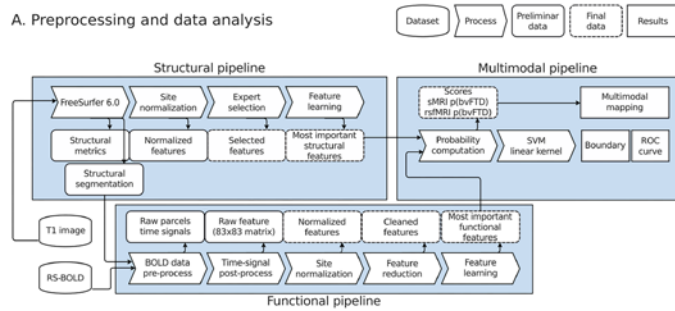 A. Preprocessing and data analysis
Dataset
Process
Preliminar
data
Final
data
Results
Structural pipeline
FreeSurfer 6.0
Site
normalization
Expert
selection
Feature
learning
Structural
metrics
Normalized
features
Selected
features
Most important
structural
features
Structural
segmentation
Multimodal pipeline
Scores
sMRI p(bvFTD)
rsfMRI p(bvFTD)
Multimodal
mapping
Probability
computation
SVM
linear kernel
Boundary
ROC
curve
T1 image
RS-BOLD
Raw parcels
time signals
Raw feature
(83x83 matrix)
Normalized
features
Cleaned
features
Most important
functional
features
BOLD data
pre-process
Time-signal
post-process
Site
normalization
Feature
reduction
Feature
learning
Functional pipeline